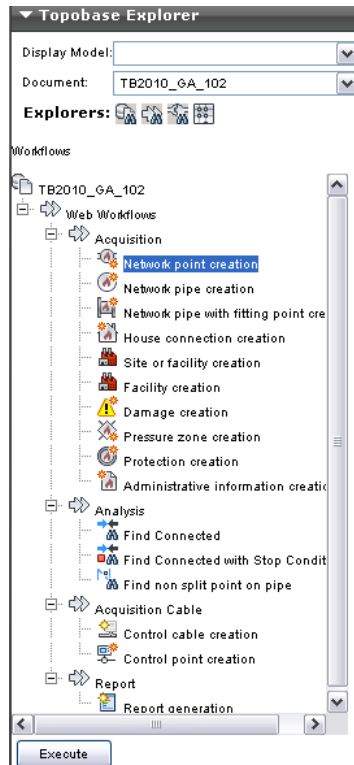 Topobase Explorer
Display Model:
Document: TB2010_GA_102
Explorers:
Workflows
TB2010_GA_102
Web Workflows
Acquisition
Network point creation
Network pipe creation
Network pipe with fitting point cre
House connection creation
Site or facility creation
Facility creation
Damage creation
Pressure zone creation
Protection creation
Administrative information creatic
Analysis
Find Connected
Find Connected with Stop Condit
Find non split point on pipe
Acquisition Cable
Control cable creation
Control point creation
Report
Report generation
Execute